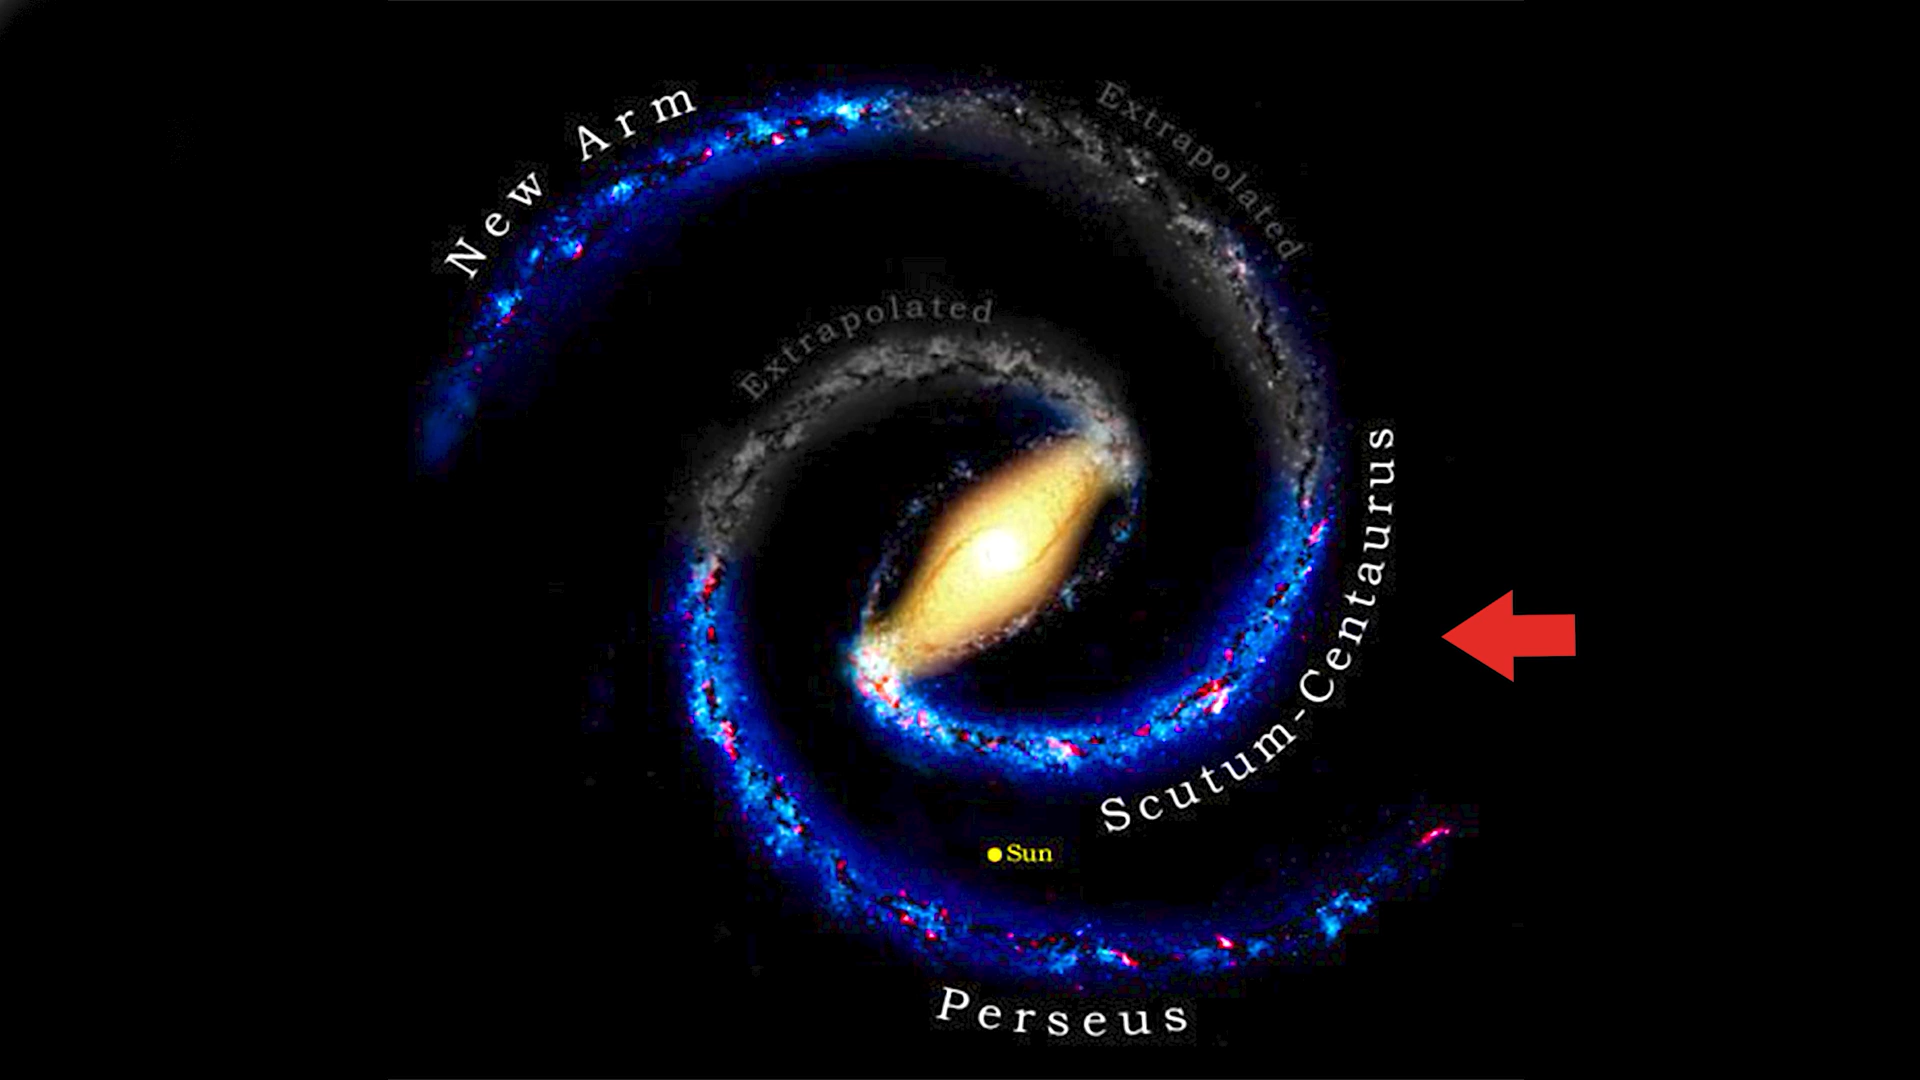 New Arm
Extrapolated
Extrapolated
Scutum-Centaurus
Sun
Perseus